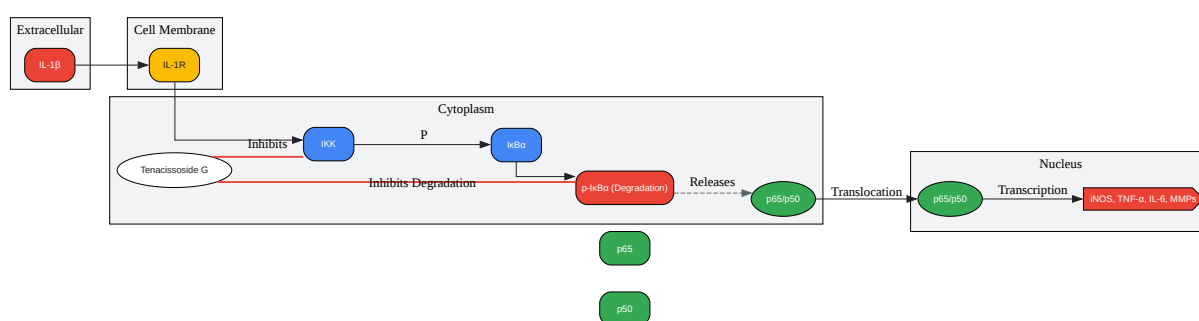 Extracellular
IL-1β
Cell Membrane
IL-1R
Cytoplasm
Inhibits
IKK
P
IκBα
Tenacissoside G
Inhibits Degradation
p-IκBα (Degradation)
Releases
p65/p50
Translocation
Nucleus
p65/p50
Transcription
iNOS, TNF-α, IL-6, MMPs
p65
p50